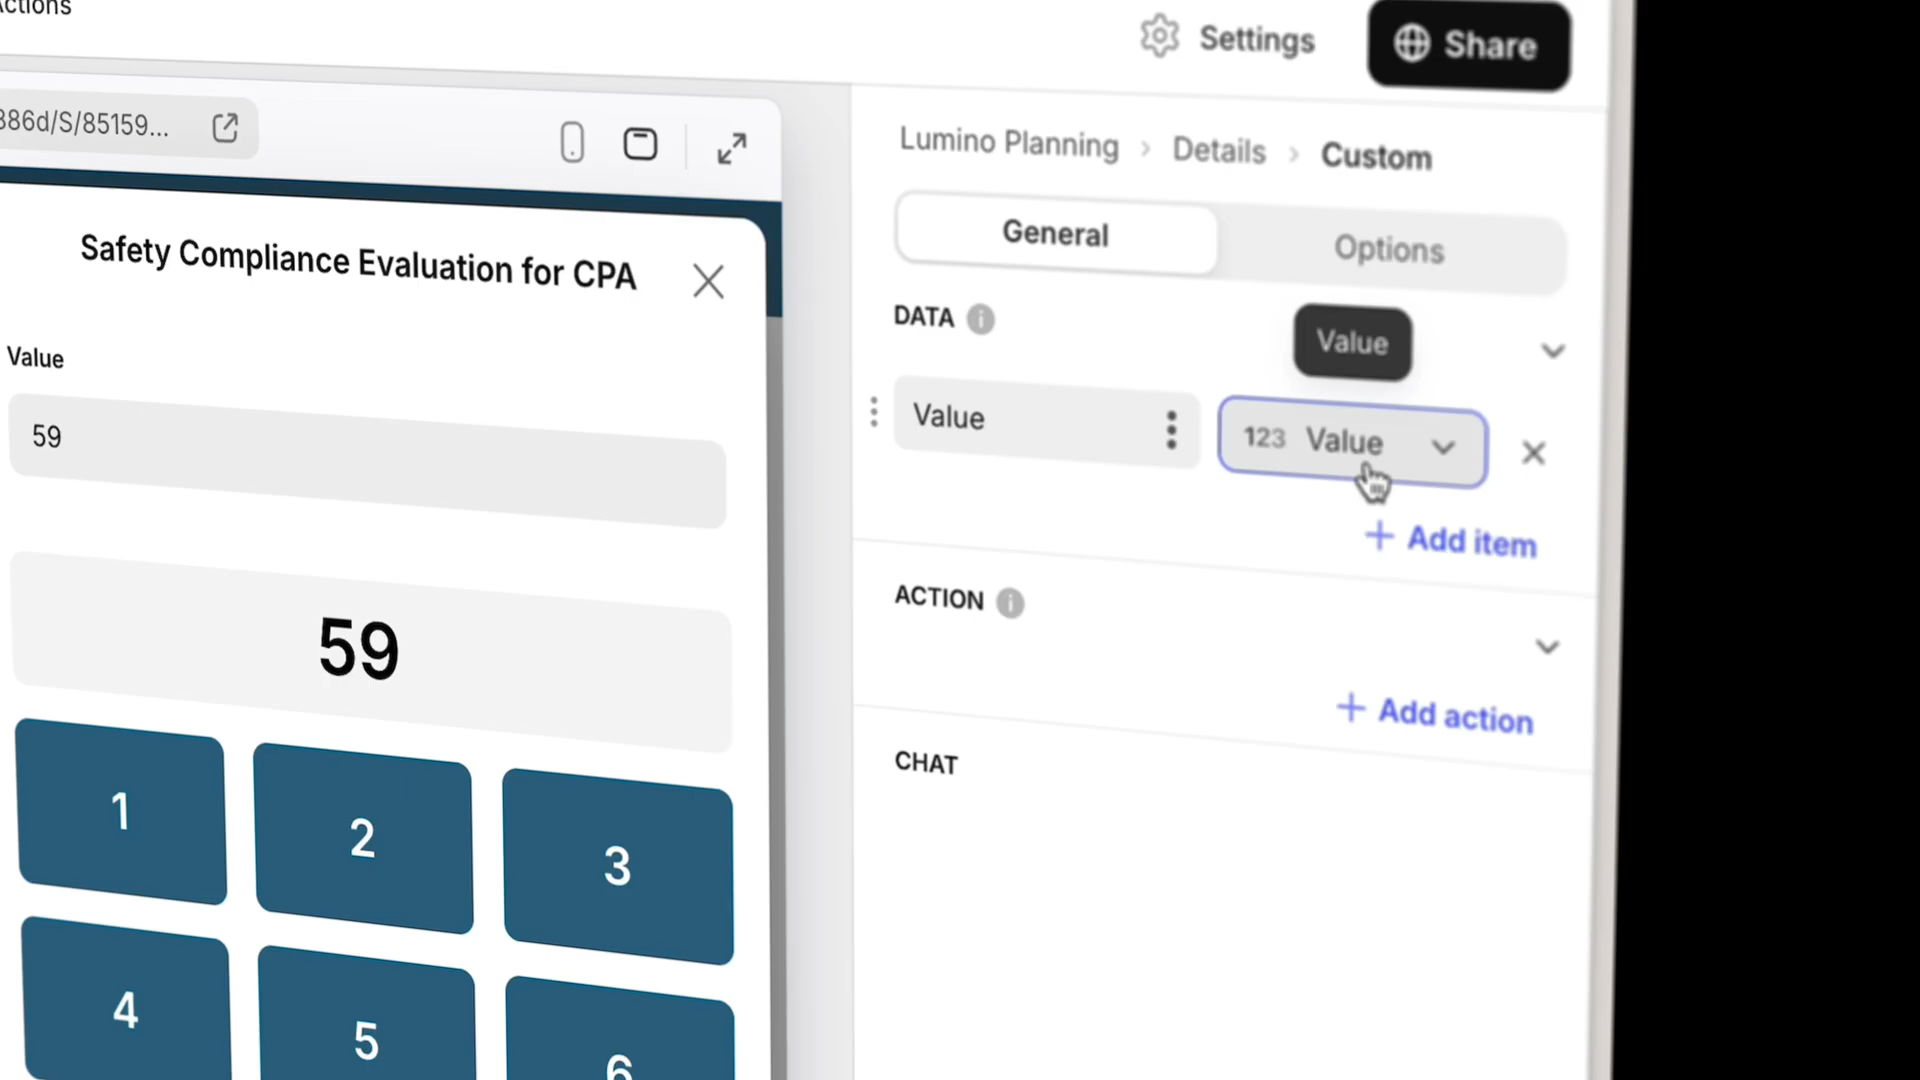 Actions
Settings
Share
386d/S/85159...
Lumino Planning > Details > Custom
General
Options
Safety Compliance Evaluation for CPA
DATA
Value
Value
Value
123 Value
59
Add item
59
ACTION
Add action
CHAT
1
2
3
4
5
6